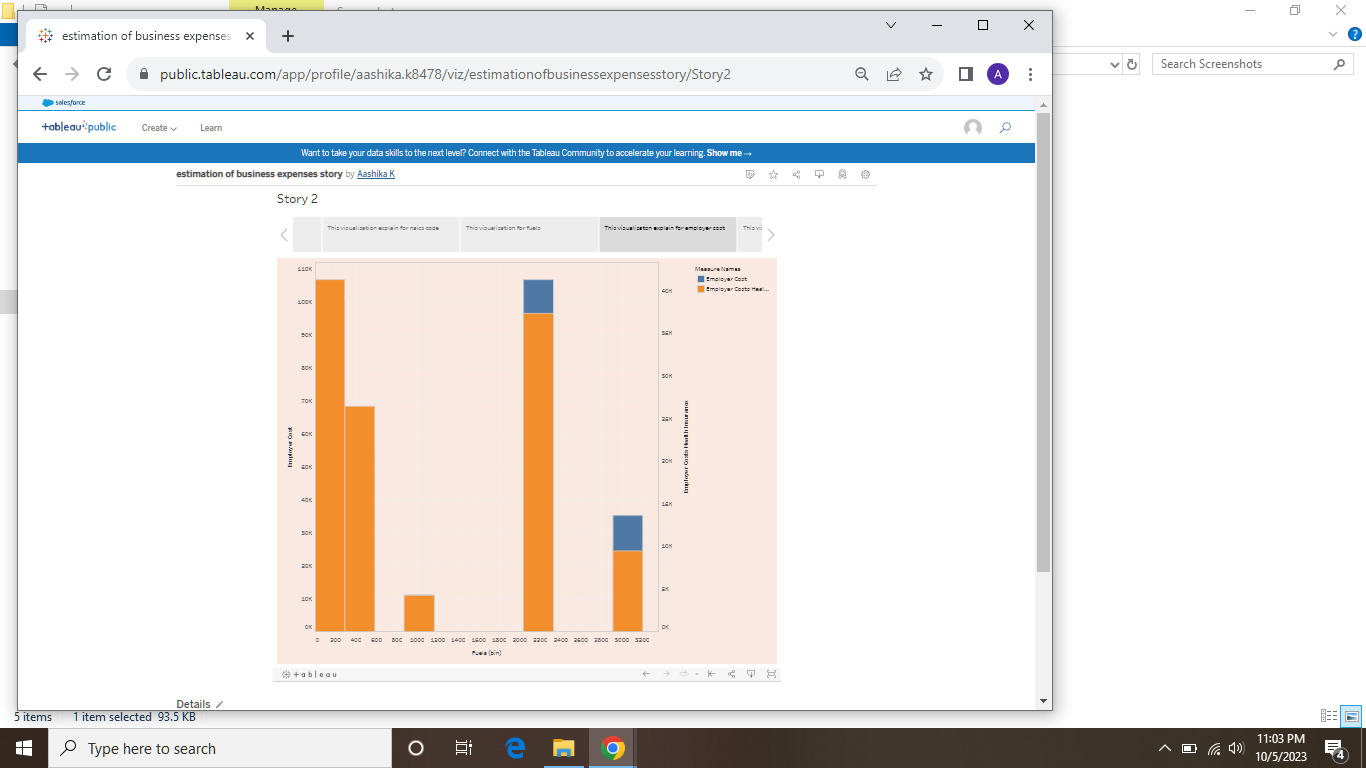 Manage
estimation of business expenses
public.tableau.com/app/profile/aashika.k8478/viz/estimationofbusinessexpensesstory/Story2
A
Search Screenshots
salesforce
+ableau public
Create
Learn
Want to take your data skills to the next level? Connect with the Tableau Community to accelerate your learning. Show me →
estimation of business expenses story by Aashika K
Story 2
This visualisation explain for naics code
This visualisation for fuels
This visualisaton explain for employer cost
Measure Names
Employer Cost
Employer Costs Heal...
110K
100K
90K
80K
70K
60K
50K
40K
30K
20K
10K
0K
Employer Cost
40K
35K
30K
25K
20K
15K
10K
5K
0K
Employer Costs Health Insurance
0 200 400 600 800 1000 1200 1400 1600 1800 2000 2200 2400 2600 2800 3000 3200
Fuels (bin)
+ableau
Details
5 items 1 item selected 93.5 KB
Type here to search
11:03 PM
10/5/2023
4